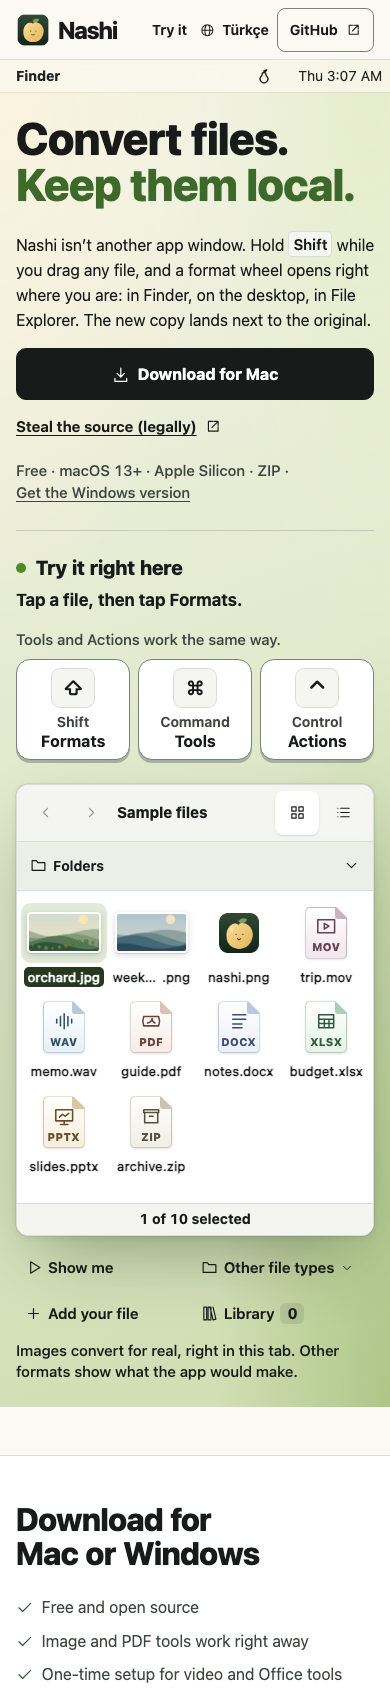 Nashi
Try it
Türkçe
GitHub
Finder
Thu 3:07 AM
Convert files.
Keep them local.
Nashi isn’t another app window. Hold Shift while
you drag any file, and a format wheel opens right
where you are: in Finder, on the desktop, in File
Explorer. The new copy lands next to the original.
Download for Mac
Steal the source (legally)
Free · macOS 13+ · Apple Silicon · ZIP ·
Get the Windows version
Try it right here
Tap a file, then tap Formats.
Tools and Actions work the same way.
Shift
Formats
Command
Tools
Control
Actions
Sample files
Folders
MOV
orchard.jpg
week... .png
nashi.png
trip.mov
WAV
PDF
DOCX
XLSX
memo.wav
guide.pdf
notes.docx
budget.xlsx
PPTX
ZIP
slides.pptx
archive.zip
1 of 10 selected
Show me
Other file types
Add your file
Library 0
Images convert for real, right in this tab. Other
formats show what the app would make.
Download for
Mac or Windows
Free and open source
Image and PDF tools work right away
One-time setup for video and Office tools